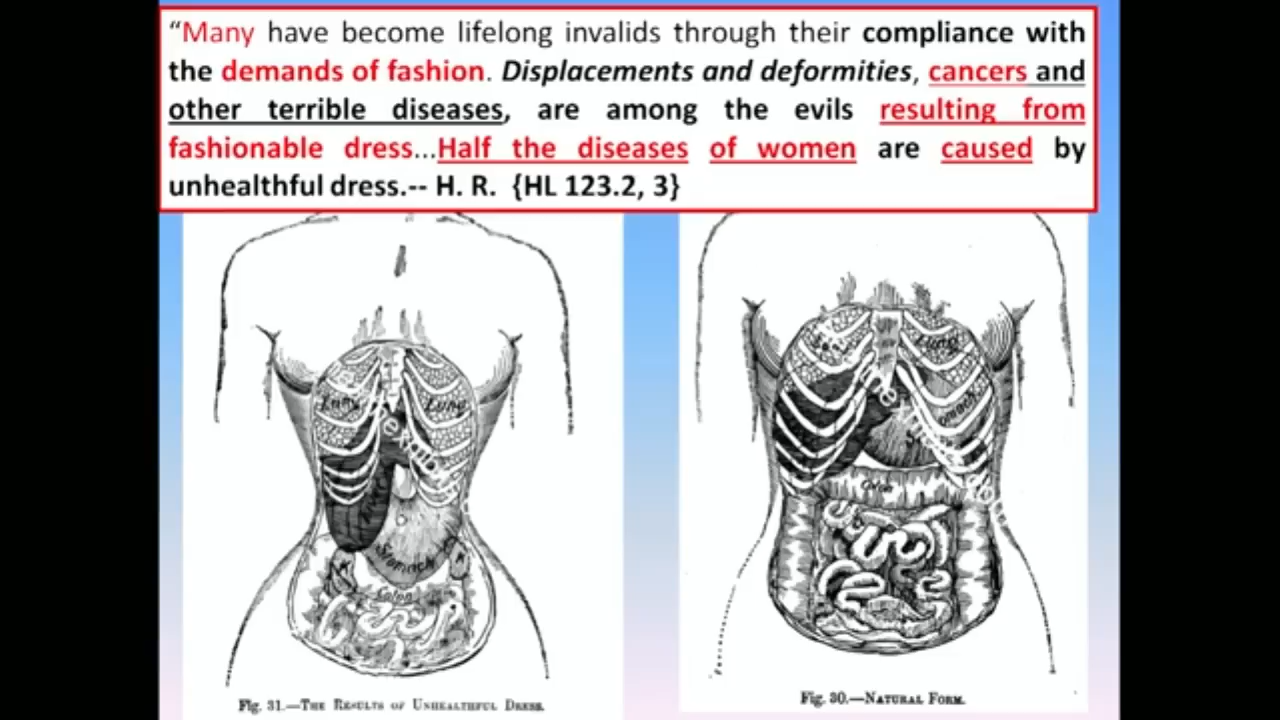 “Many have become lifelong invalids through their compliance with
the demands of fashion. Displacements and deformities, cancers and
other terrible diseases, are among the evils resulting from
fashionable dress...Half the diseases of women are caused by
unhealthful dress.-- H. R. {HL 123.2, 3}
Lung Lung
Stomach
Colon
Fig. 31.—The Results of Unhealthful Dress.
Lung
Stomach
Colon
Fig. 30.—Natural Form.